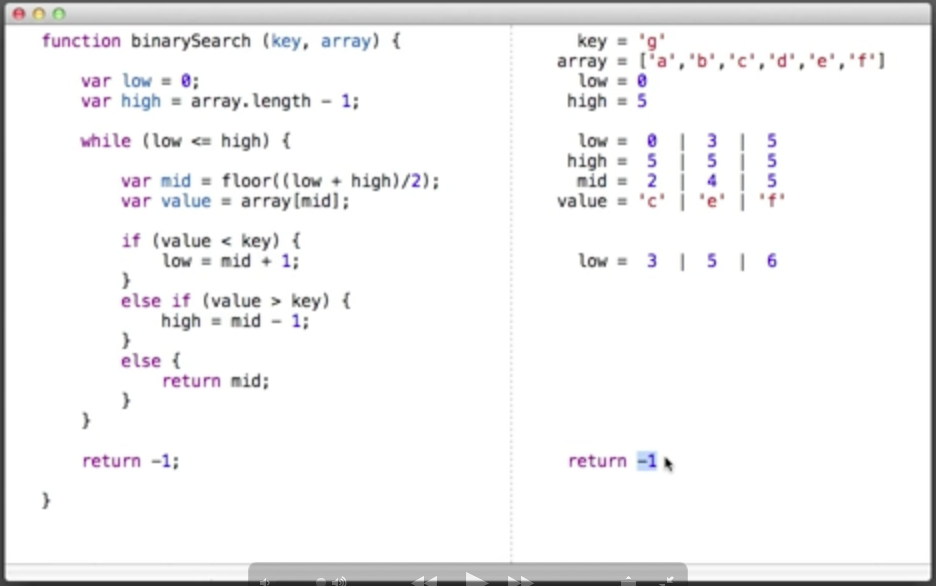 function binarySearch (key, array) {
var low = 0;
var high = array.length - 1;
while (low <= high) {
var mid = floor((low + high)/2);
var value = array[mid];
if (value < key) {
low = mid + 1;
}
else if (value > key) {
high = mid - 1;
}
else {
return mid;
}
}
return -1;
}
key = 'g'
array = ['a','b','c','d','e','f']
low = 0
high = 5
low = 0 | 3 | 5
high = 5 | 5 | 5
mid = 2 | 4 | 5
value = 'c' | 'e' | 'f'
low = 3 | 5 | 6
return -1